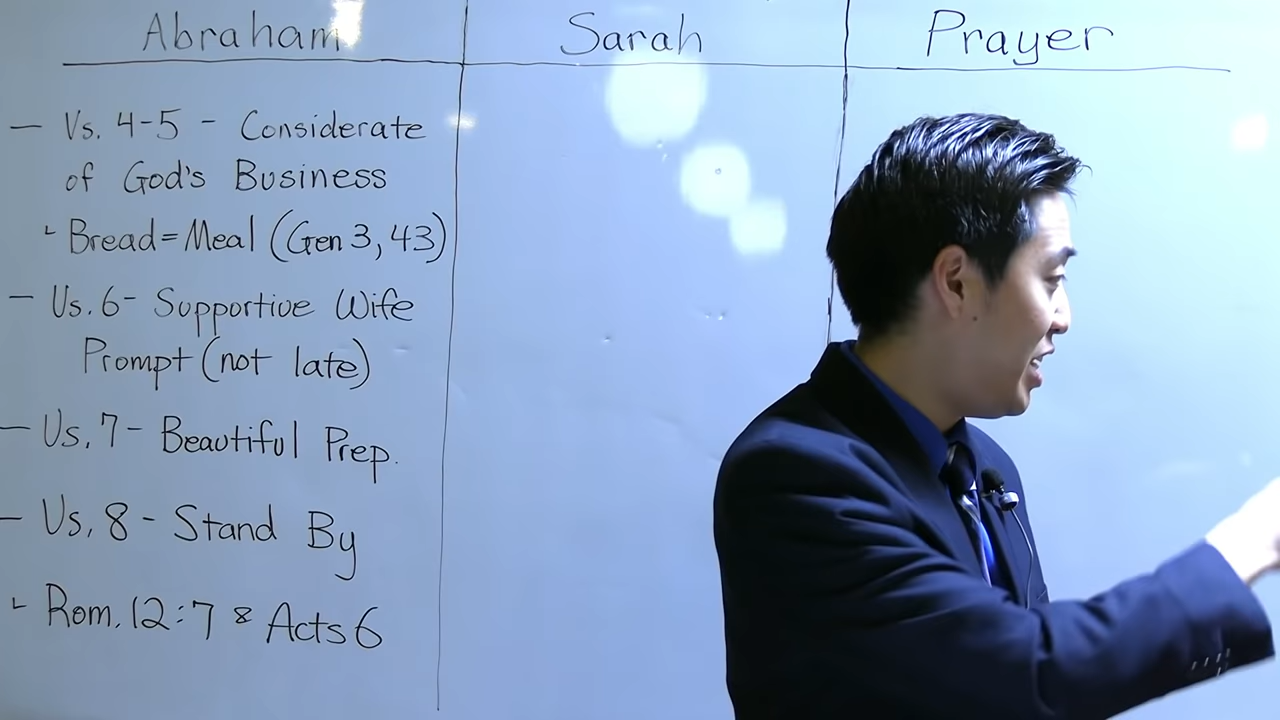 Abraham
Sarah
Prayer
— Vs. 4-5 - Considerate
of God's Business
└ Bread=Meal (Gen 3, 43)
— Vs. 6- Supportive Wife
Prompt (not late)
— Vs. 7- Beautiful Prep.
— Vs. 8- Stand By
└ Rom. 12:7 & Acts 6